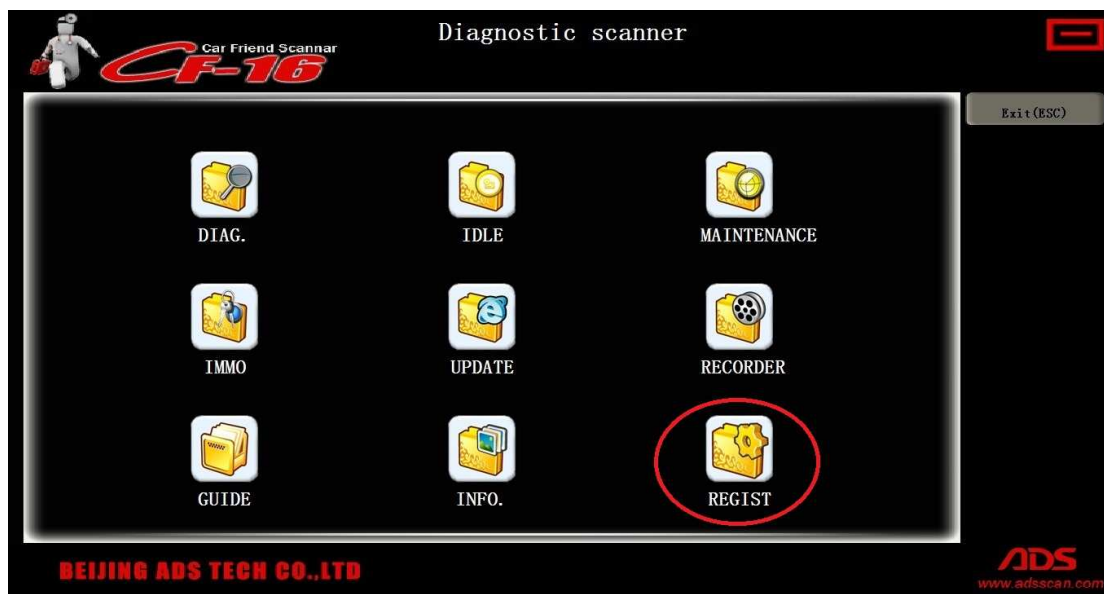 Car Friend Scannar
CF-16
Diagnostic scanner
Exit(ESC)
DIAG.
IDLE
MAINTENANCE
IMMO
UPDATE
RECORDER
GUIDE
INFO.
REGIST
BEIJING ADS TECH CO.,LTD
ADS
www.adsscan.com